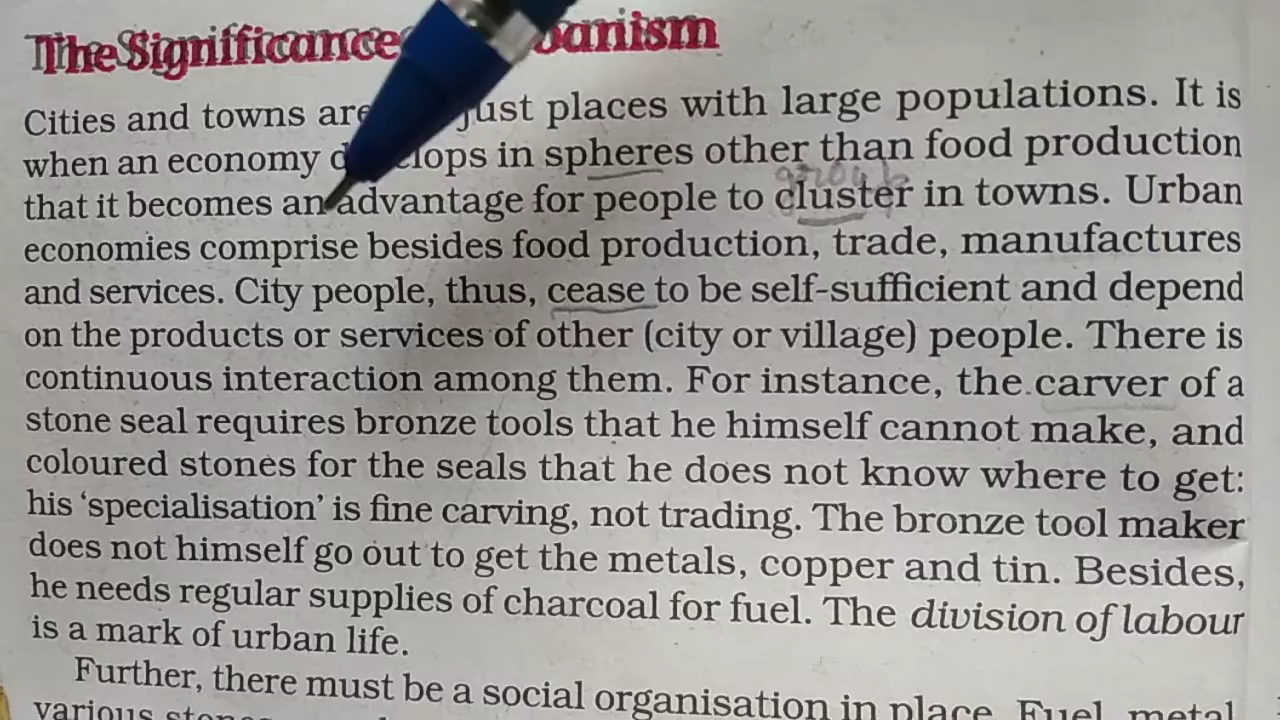 The Significance banism
Cities and towns are just places with large populations. It is
when an economy d lops in spheres other than food production
group
that it becomes an advantage for people to cluster in towns. Urban
economies comprise besides food production, trade, manufactures
and services. City people, thus, cease to be self-sufficient and depend
on the products or services of other (city or village) people. There is
continuous interaction among them. For instance, the carver of a
stone seal requires bronze tools that he himself cannot make, and
coloured stones for the seals that he does not know where to get:
his ‘specialisation’ is fine carving, not trading. The bronze tool maker
does not himself go out to get the metals, copper and tin. Besides,
he needs regular supplies of charcoal for fuel. The division of labour
is a mark of urban life.
Further, there must be a social organisation in place. Fuel, metal,
various